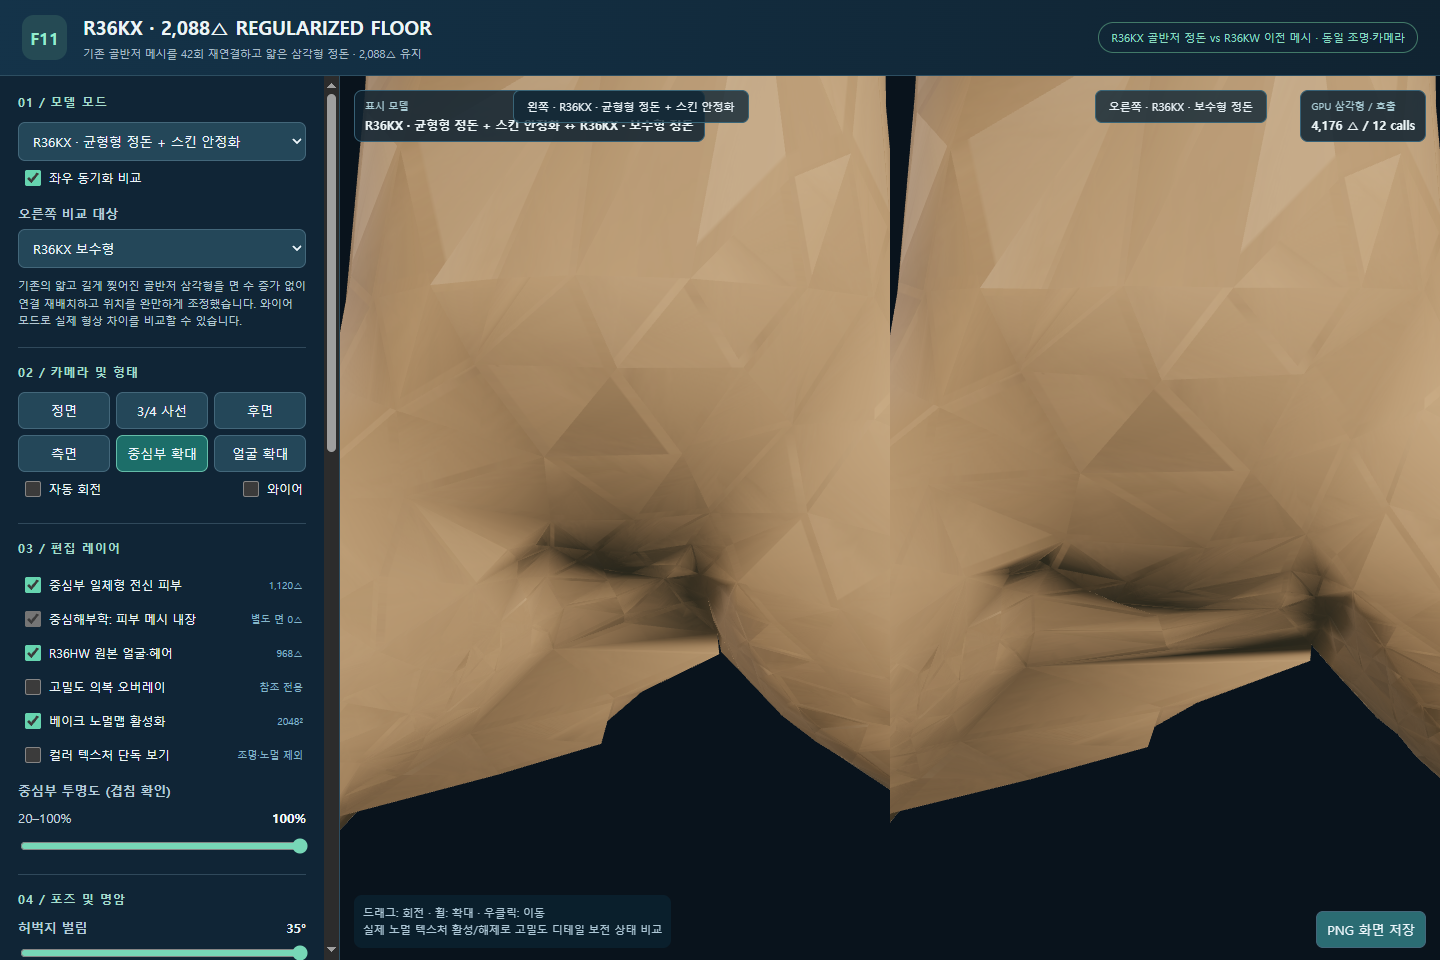 F11
R36KX · 2,088△ REGULARIZED FLOOR
기존 골반저 메시를 42회 재연결하고 얇은 삼각형 정돈 · 2,088△ 유지
R36KX 골반저 정돈 vs R36KW 이전 메시 · 동일 조명·카메라
01 / 모델 모드
R36KX · 균형형 정돈 + 스킨 안정화
좌우 동기화 비교
오른쪽 비교 대상
R36KX 보수형
기존의 얇고 길게 찢어진 골반저 삼각형을 면 수 증가 없이
연결 재배치하고 위치를 완만하게 조정했습니다. 와이어
모드로 실제 형상 차이를 비교할 수 있습니다.
02 / 카메라 및 형태
정면
3/4 사선
후면
측면
중심부 확대
얼굴 확대
자동 회전
와이어
03 / 편집 레이어
중심부 일체형 전신 피부
1,120△
중심해부학: 피부 메시 내장
별도 면 0△
R36HW 원본 얼굴·헤어
968△
고밀도 의복 오버레이
참조 전용
베이크 노멀맵 활성화
2048²
컬러 텍스처 단독 보기
조명·노멀 제외
중심부 투명도 (겹침 확인)
20–100%
100%
04 / 포즈 및 명암
허벅지 벌림
35°
표시 모델
R36KX · 균형형 정돈 + 스킨 안정화 ↔ R36KX · 보수형 정돈
왼쪽 · R36KX · 균형형 정돈 + 스킨 안정화
오른쪽 · R36KX · 보수형 정돈
GPU 삼각형 / 호출
4,176 △ / 12 calls
드래그: 회전 · 휠: 확대 · 우클릭: 이동
실제 노멀 텍스처 활성/해제로 고밀도 디테일 보전 상태 비교
PNG 화면 저장